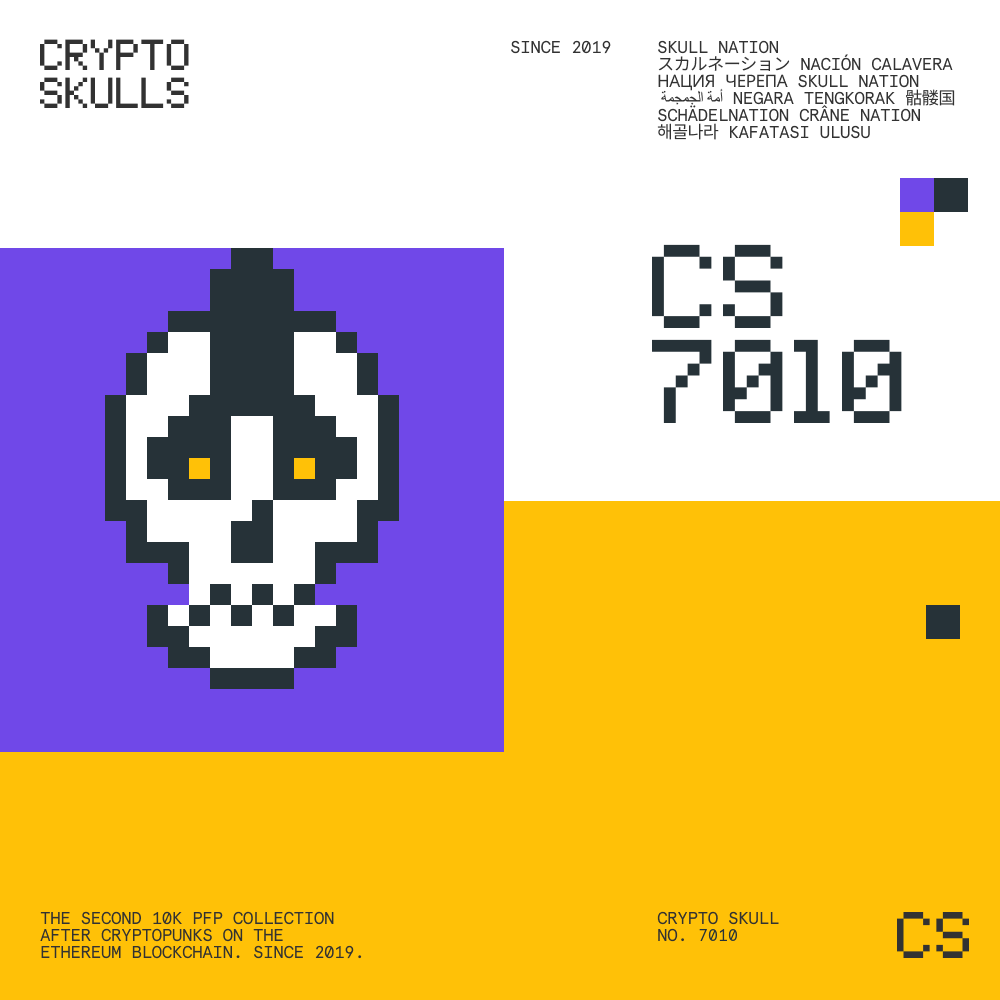 CRYPTO
SKULLS
SINCE 2019
SKULL NATION
スカルネーション NACIÓN CALAVERA
НАЦИЯ ЧЕРЕПА SKULL NATION
أمة الجمجمة NEGARA TENGKORAK 骷髅国
SCHÄDELNATION CRÂNE NATION
해골나라 KAFATASI ULUSU
CS
7010
THE SECOND 10K PFP COLLECTION
AFTER CRYPTOPUNKS ON THE
ETHEREUM BLOCKCHAIN. SINCE 2019.
CRYPTO SKULL
NO. 7010
CS